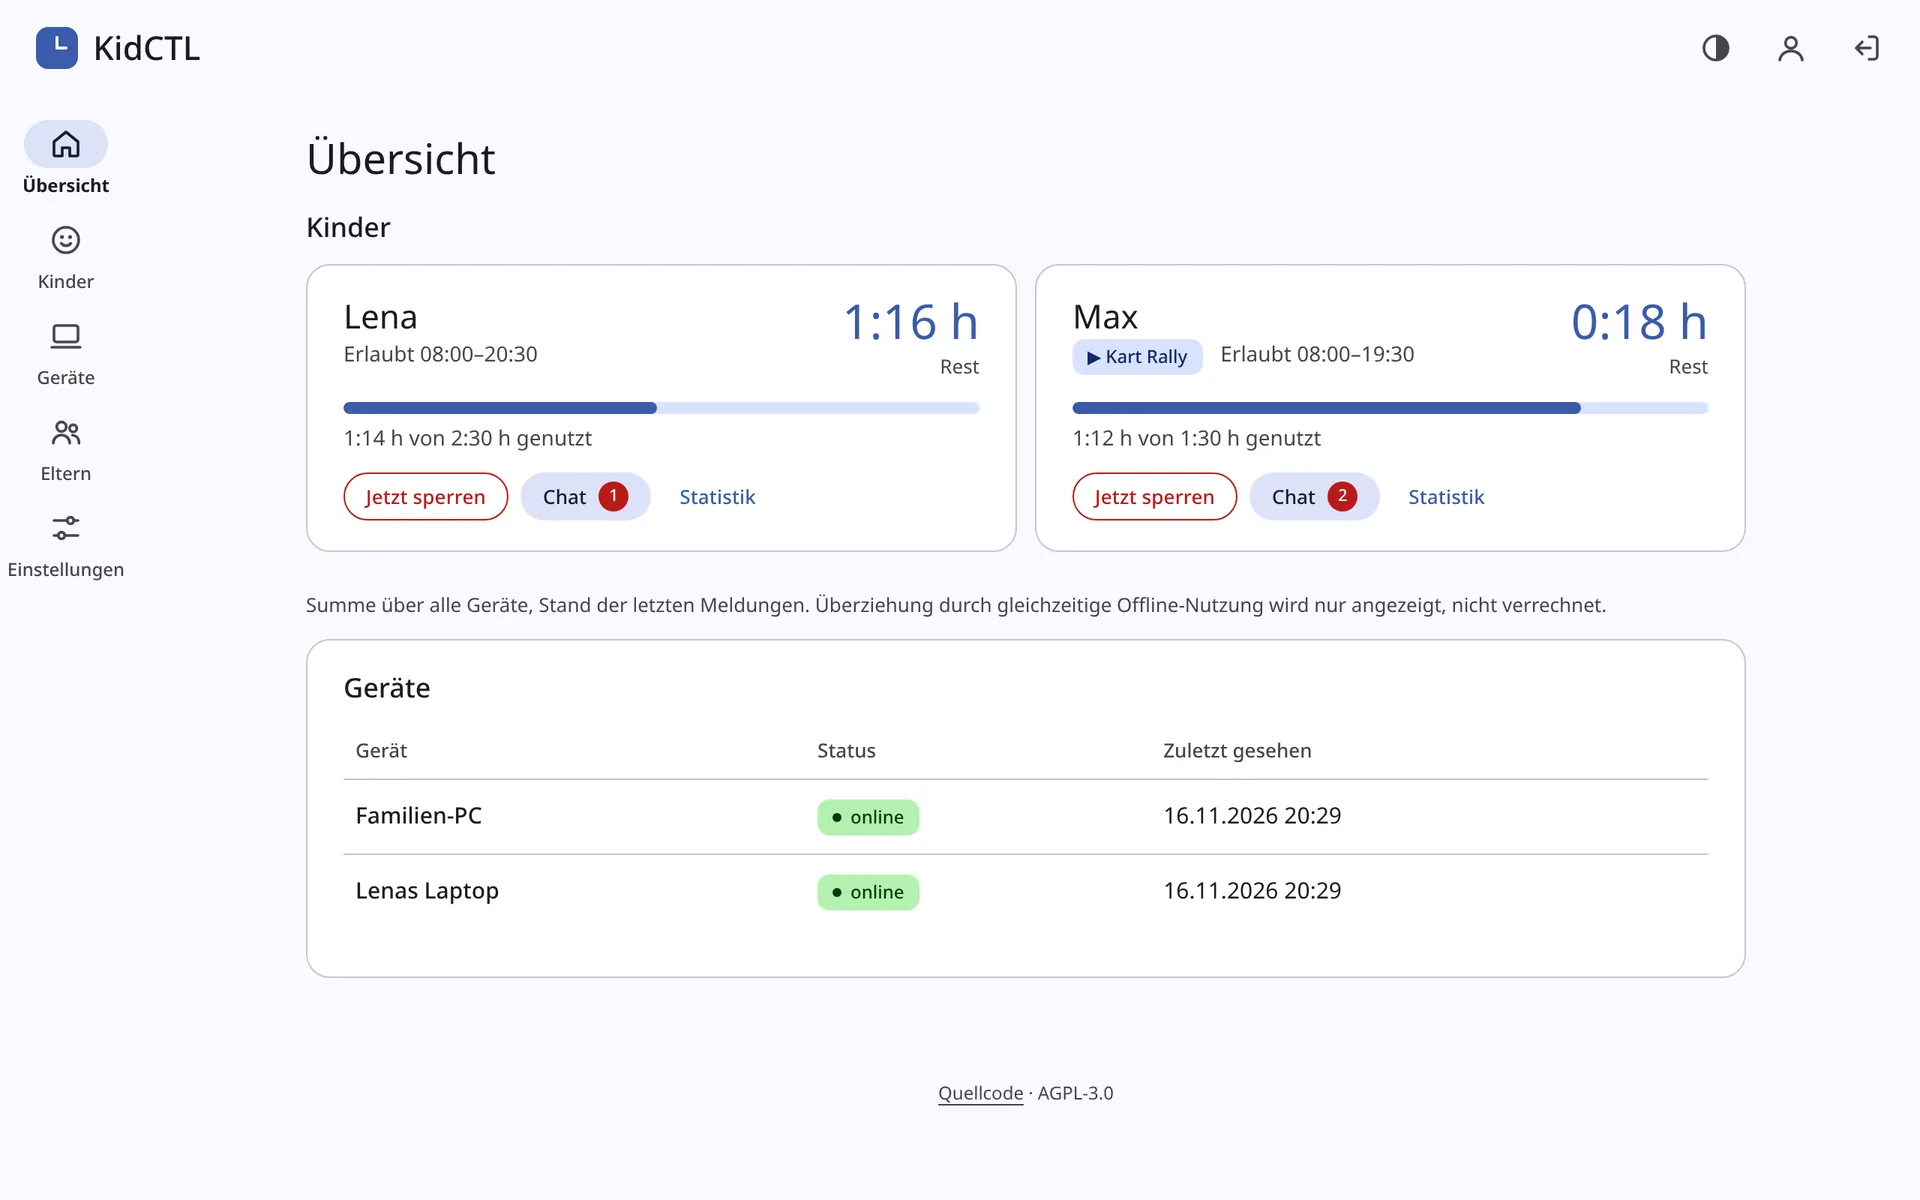 KidCTL
Übersicht
Kinder
Geräte
Eltern
Einstellungen
Übersicht
Kinder
Lena
1:16 h
Erlaubt 08:00–20:30
Rest
1:14 h von 2:30 h genutzt
Jetzt sperren Chat 1 Statistik
Max
0:18 h
▶ Kart Rally Erlaubt 08:00–19:30
Rest
1:12 h von 1:30 h genutzt
Jetzt sperren Chat 2 Statistik
Summe über alle Geräte, Stand der letzten Meldungen. Überziehung durch gleichzeitige Offline-Nutzung wird nur angezeigt, nicht verrechnet.
Geräte
Gerät Status Zuletzt gesehen
Familien-PC online 16.11.2026 20:29
Lenas Laptop online 16.11.2026 20:29
Quellcode · AGPL-3.0